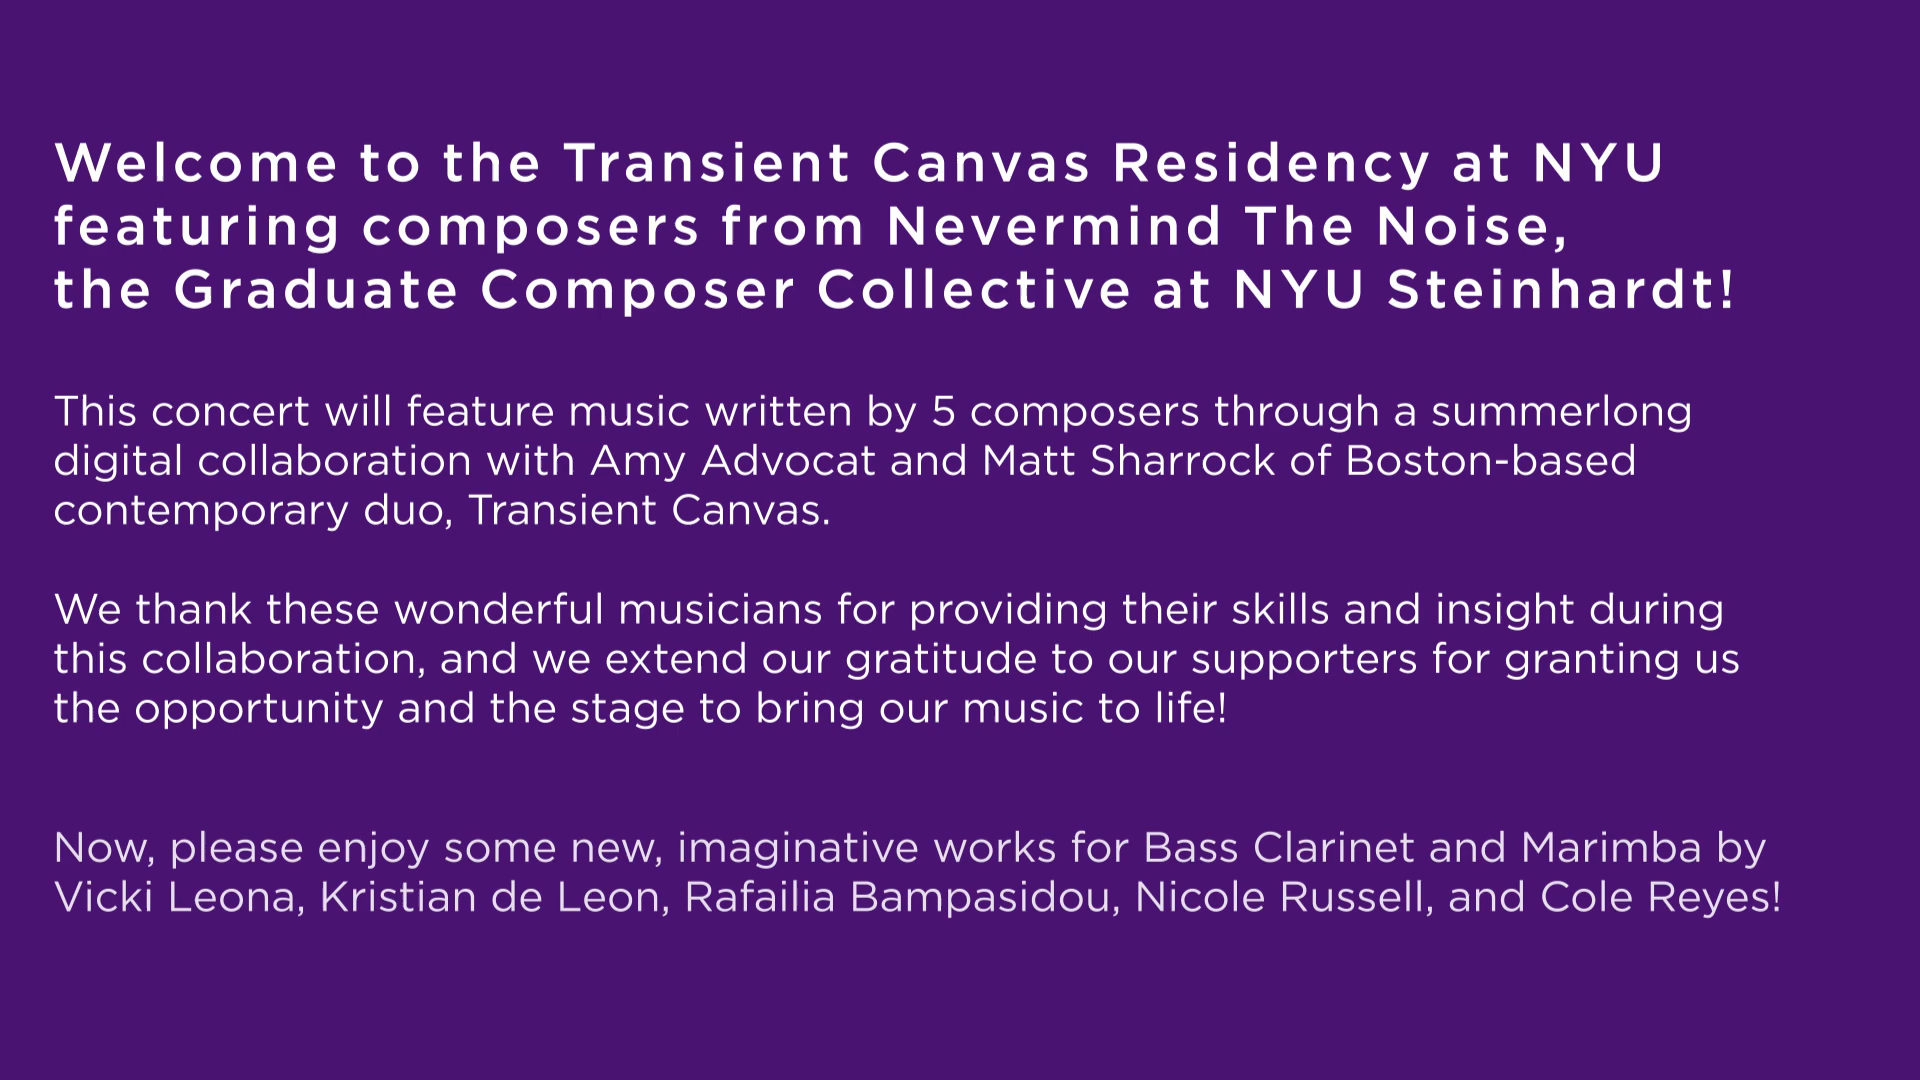 Welcome to the Transient Canvas Residency at NYU
featuring composers from Nevermind The Noise,
the Graduate Composer Collective at NYU Steinhardt!
This concert will feature music written by 5 composers through a summerlong
digital collaboration with Amy Advocat and Matt Sharrock of Boston-based
contemporary duo, Transient Canvas.
We thank these wonderful musicians for providing their skills and insight during
this collaboration, and we extend our gratitude to our supporters for granting us
the opportunity and the stage to bring our music to life!
Now, please enjoy some new, imaginative works for Bass Clarinet and Marimba by
Vicki Leona, Kristian de Leon, Rafailia Bampasidou, Nicole Russell, and Cole Reyes!